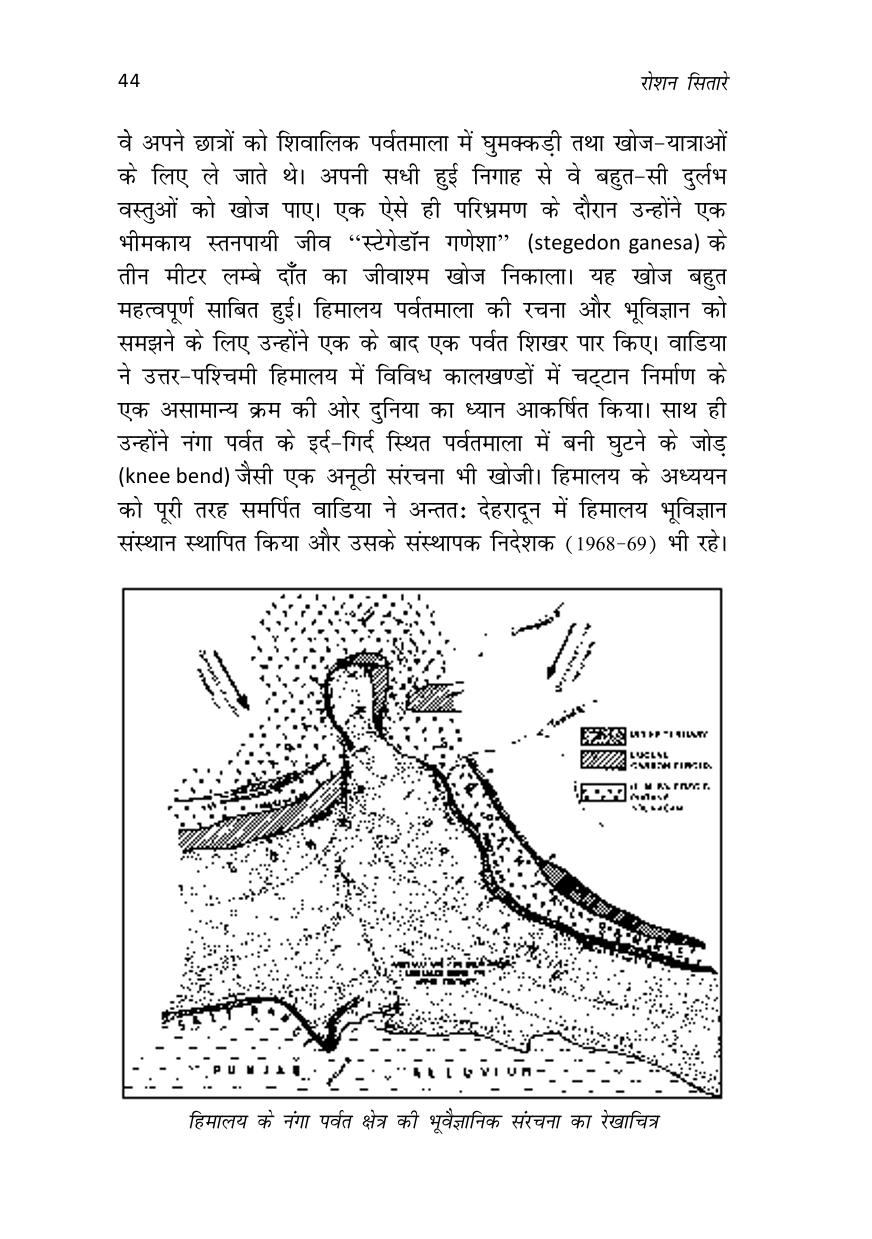 44 रोशन सितारे
वे अपने छात्रों को शिवालिक पर्वतमाला में घुमक्कड़ी तथा खोज-यात्राओं
के लिए ले जाते थे। अपनी सधी हुई निगाह से वे बहुत-सी दुर्लभ
वस्तुओं को खोज पाए। एक ऐसे ही परिभ्रमण के दौरान उन्होंने एक
भीमकाय स्तनपायी जीव “स्टेगेडॉन गणेशा” (stegedon ganesa) के
तीन मीटर लम्बे दाँत का जीवाश्म खोज निकाला। यह खोज बहुत
महत्वपूर्ण साबित हुई। हिमालय पर्वतमाला की रचना और भूविज्ञान को
समझने के लिए उन्होंने एक के बाद एक पर्वत शिखर पार किए। वाडिया
ने उत्तर-पश्चिमी हिमालय में विविध कालखण्डों में चट्टान निर्माण के
एक असामान्य क्रम की ओर दुनिया का ध्यान आकर्षित किया। साथ ही
उन्होंने नंगा पर्वत के इर्द-गिर्द स्थित पर्वतमाला में बनी घुटने के जोड़
(knee bend) जैसी एक अनूठी संरचना भी खोजी। हिमालय के अध्ययन
को पूरी तरह समर्पित वाडिया ने अन्तत: देहरादून में हिमालय भूविज्ञान
संस्थान स्थापित किया और उसके संस्थापक निदेशक (1968-69) भी रहे।
EOCENE
SALT RANGE
PUNJAB ALLUVIUM
हिमालय के नंगा पर्वत क्षेत्र की भूवैज्ञानिक संरचना का रेखाचित्र